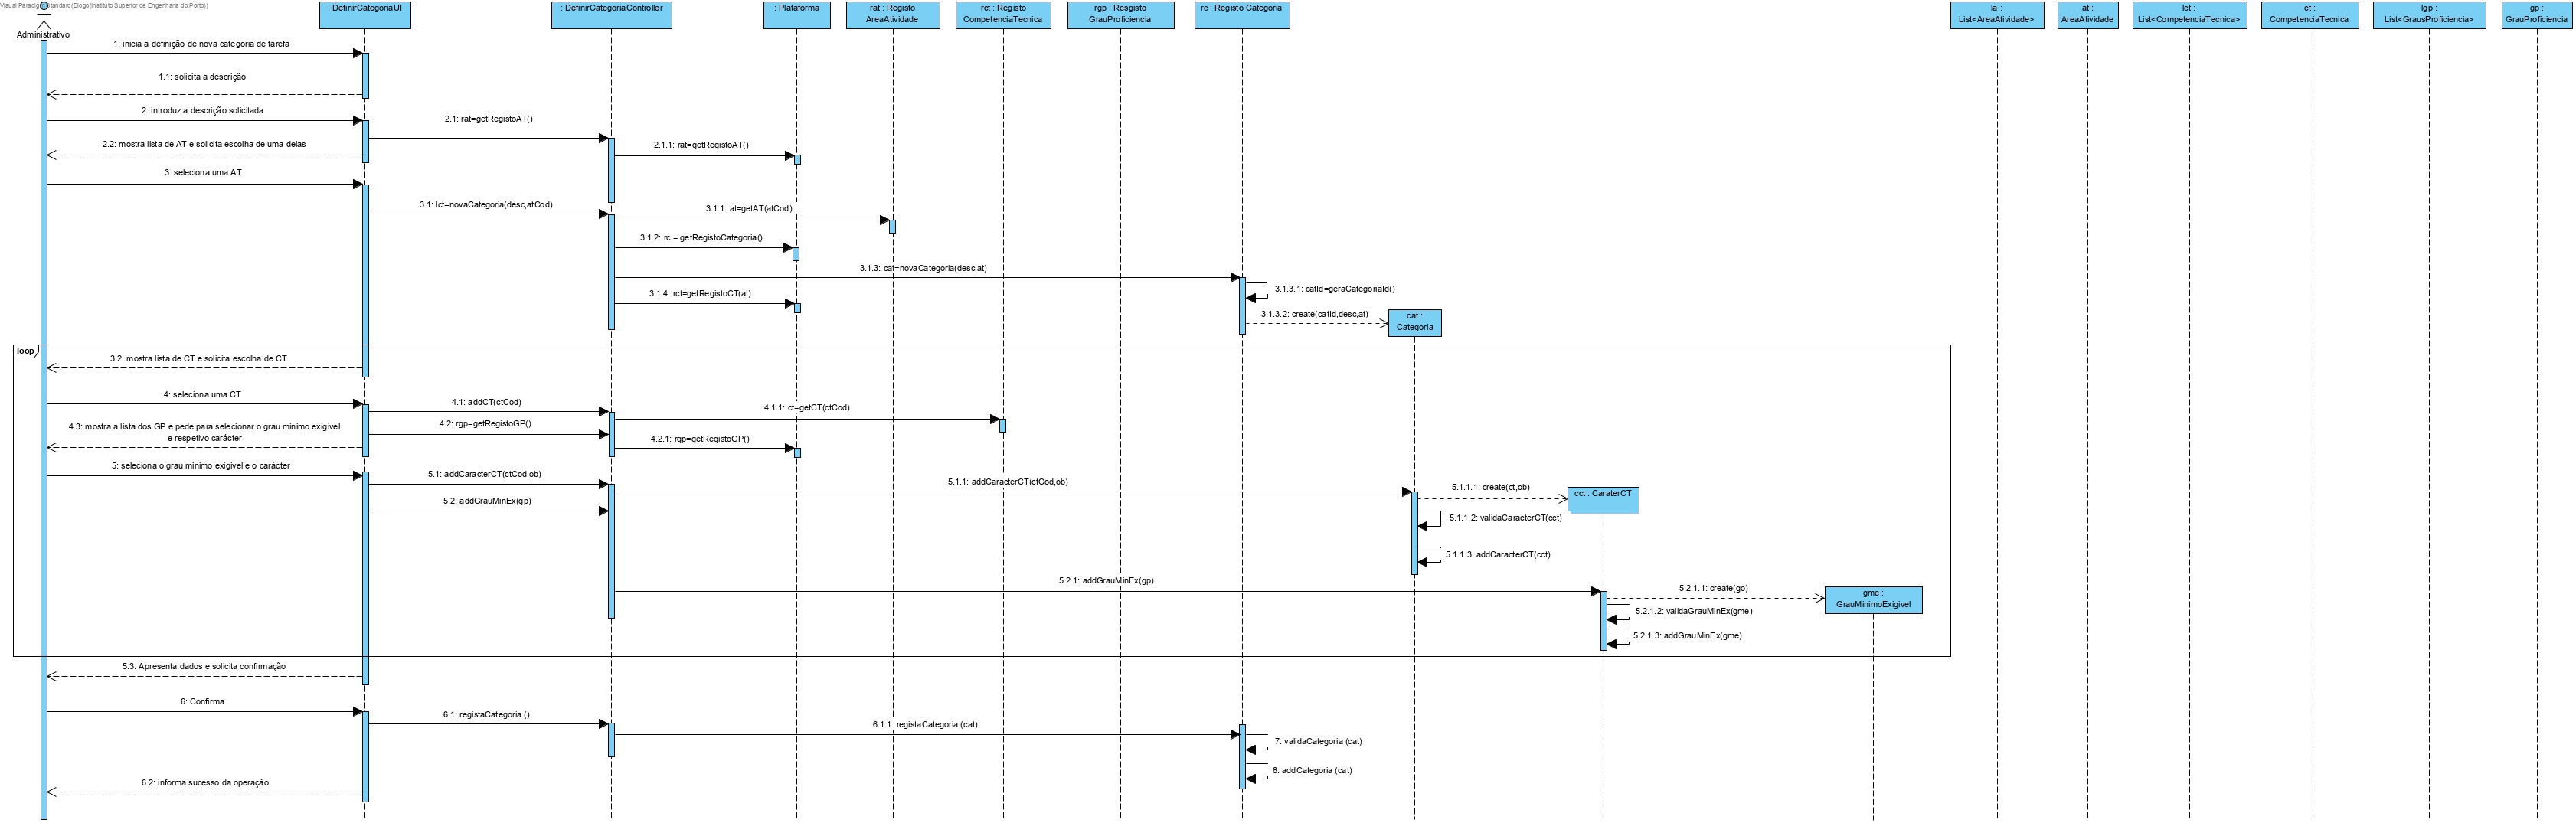 Visual Paradigm Standard(Diogo(Instituto Superior de Engenharia do Porto))
Administrativo
: DefinirCategoriaUI
: DefinirCategoriaController
: Plataforma
rat : Registo
AreaAtividade
rct : Registo
CompetenciaTecnica
rgp : Resgisto
GrauProficiencia
rc : Registo Categoria
la :
List<AreaAtividade>
at :
AreaAtividade
lct :
List<CompetenciaTecnica>
ct :
CompetenciaTecnica
lgp :
List<GrausProficiencia>
gp :
GrauProficiencia
1: inicia a definição de nova categoria de tarefa
1.1: solicita a descrição
2: introduz a descrição solicitada
2.1: rat=getRegistoAT()
2.2: mostra lista de AT e solicita escolha de uma delas
2.1.1: rat=getRegistoAT()
3: seleciona uma AT
3.1: lct=novaCategoria(desc,atCod)
3.1.1: at=getAT(atCod)
3.1.2: rc = getRegistoCategoria()
3.1.3: cat=novaCategoria(desc,at)
3.1.4: rct=getRegistoCT(at)
3.1.3.1: catId=geraCategoriaId()
3.1.3.2: create(catId,desc,at)
cat :
Categoria
loop
3.2: mostra lista de CT e solicita escolha de CT
4: seleciona uma CT
4.1: addCT(ctCod)
4.1.1: ct=getCT(ctCod)
4.2: rgp=getRegistoGP()
4.3: mostra a lista dos GP e pede para selecionar o grau minimo exigível
e respetivo carácter
4.2.1: rgp=getRegistoGP()
5: seleciona o grau minimo exigivel e o carácter
5.1: addCaracterCT(ctCod,ob)
5.1.1: addCaracterCT(ctCod,ob)
5.1.1.1: create(ct,ob)
cct : CaraterCT
5.2: addGrauMinEx(gp)
5.1.1.2: validaCaracterCT(cct)
5.1.1.3: addCaracterCT(cct)
5.2.1: addGrauMinEx(gp)
5.2.1.1: create(go)
gme :
GrauMinimoExigivel
5.2.1.2: validaGrauMinEx(gme)
5.2.1.3: addGrauMinEx(gme)
5.3: Apresenta dados e solicita confirmação
6: Confirma
6.1: registaCategoria ()
6.1.1: registaCategoria (cat)
7: validaCategoria (cat)
8: addCategoria (cat)
6.2: informa sucesso da operação